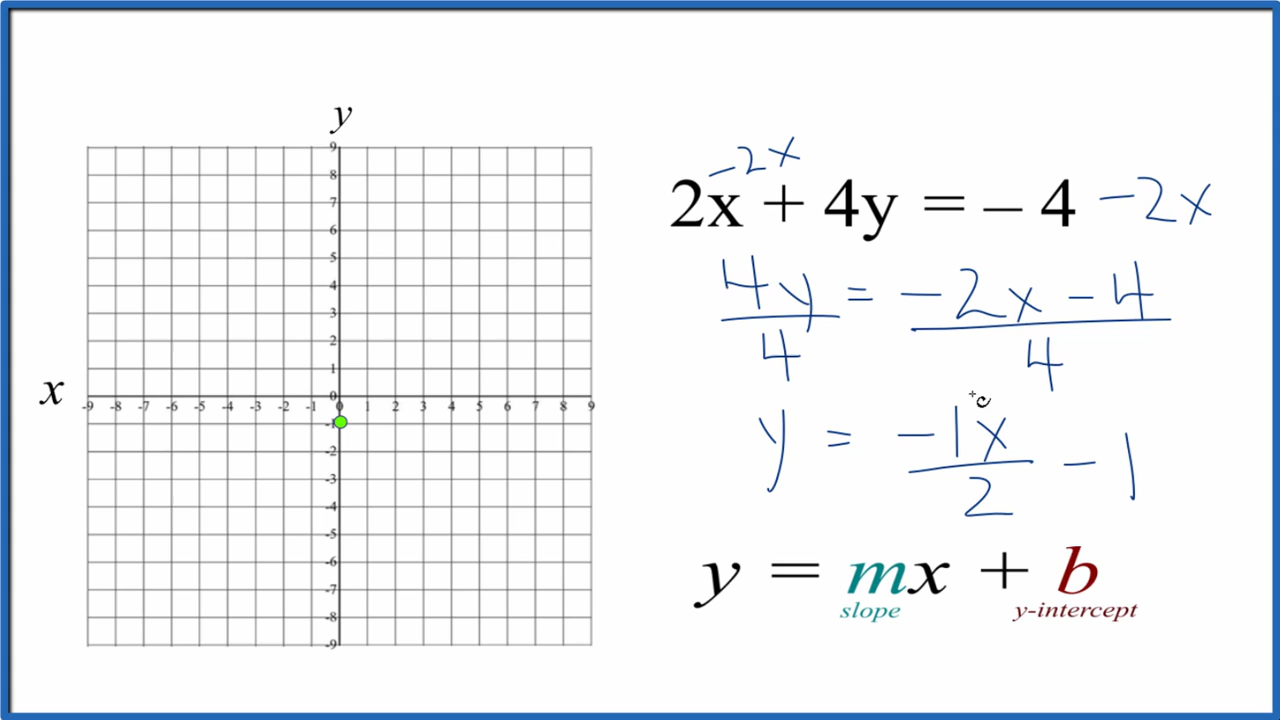 y
9
8
7
6
5
4
3
2
1
0
x
-9 -8 -7 -6 -5 -4 -3 -2 -1 0 1 2 3 4 5 6 7 8 9
-1
-2
-3
-4
-5
-6
-7
-8
-9
-2x
2x + 4y = – 4 -2x
4y = -2x - 4
4 4
y = -1x - 1
2
y = mx + b
slope y-intercept